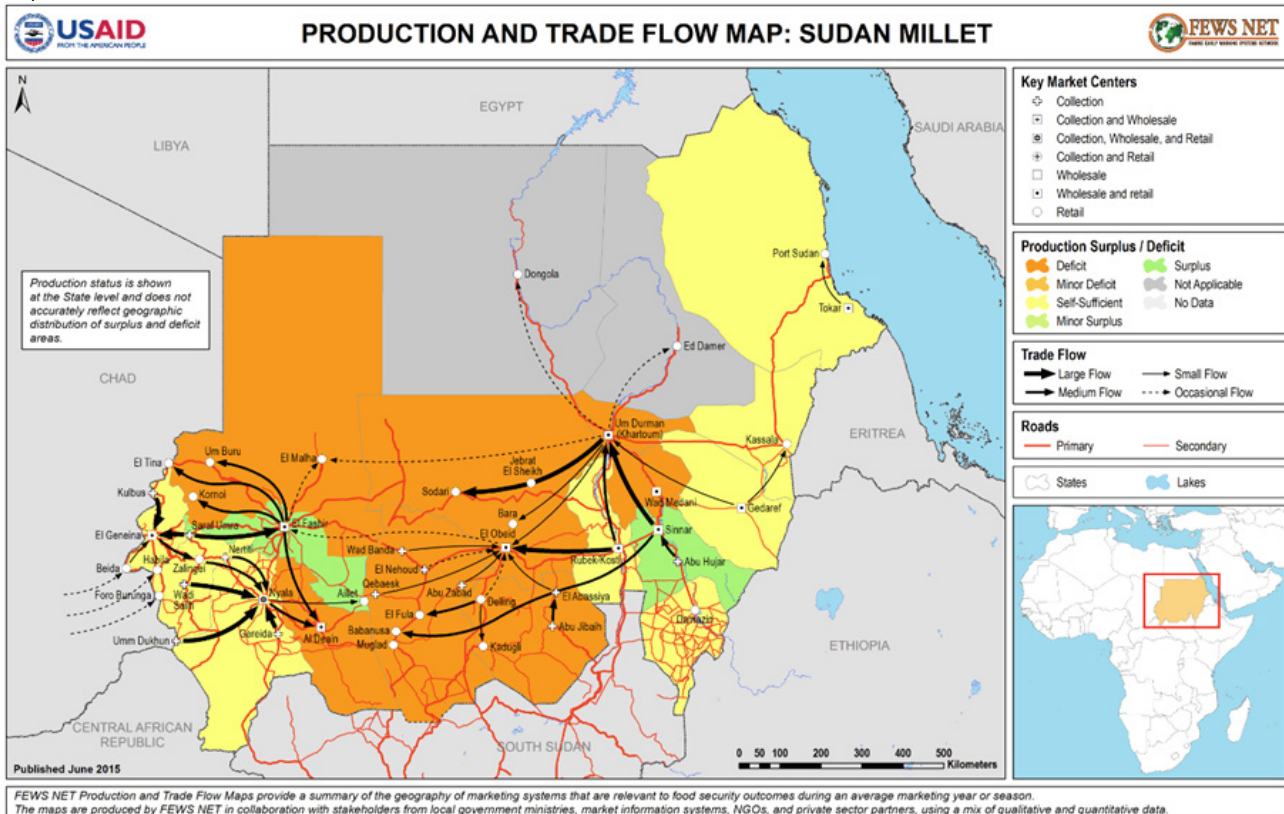 USAID
FROM THE AMERICAN PEOPLE
PRODUCTION AND TRADE FLOW MAP: SUDAN MILLET
FEWS NET
FAMINE EARLY WARNING SYSTEMS NETWORK
N
EGYPT
LIBYA
SAUDI ARABIA
Production status is shown
at the State level and does not
accurately reflect geographic
distribution of surplus and deficit
areas.
Port Sudan
Dongola
Tokar
Ed Damer
CHAD
Um Durman
(Khartoum)
Kassala
ERITREA
El Tina
Um Buru
El Malha
Jebrat
El Sheikh
Kulbus
Kornoi
Sodari
Wad Medani
Gedaref
Bara
El Geneina
Saraf Umra
El Fashir
El Obeid
Sinnar
Nertiti
Wad Banda
Rubek-Kosti
Abu Hujar
Beida
Habila
Zalingei
El Nehoud
Qebaesk
Foro Burunga
Wadi
Salih
Nyala
Aillet
Abu Zabad
Delling
El Abassiya
El Fula
Damazin
Umm Dukhun
Gereida
Al Deain
Babanusa
Muglad
Abu Jibaih
Kadugli
ETHIOPIA
CENTRAL AFRICAN
REPUBLIC
SOUTH SUDAN
0 50 100 200 300 400 500
Kilometers
Published June 2015
Key Market Centers
Collection
Collection and Wholesale
Collection, Wholesale, and Retail
Collection and Retail
Wholesale
Wholesale and retail
Retail
Production Surplus / Deficit
Deficit
Surplus
Minor Deficit
Not Applicable
Self-Sufficient
No Data
Minor Surplus
Trade Flow
Large Flow
Small Flow
Medium Flow
Occasional Flow
Roads
Primary
Secondary
States
Lakes
FEWS NET Production and Trade Flow Maps provide a summary of the geography of marketing systems that are relevant to food security outcomes during an average marketing year or season.
The maps are produced by FEWS NET in collaboration with stakeholders from local government ministries, market information systems, NGOs, and private sector partners, using a mix of qualitative and quantitative data.